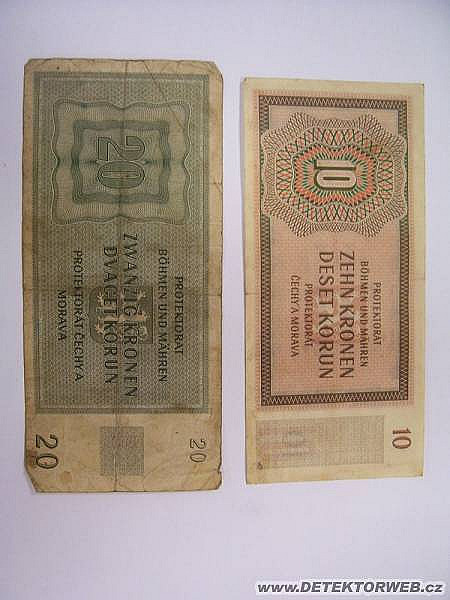 20
PROTEKTORAT
BÖHMEN UND MÄHREN
ZWANZIG KRONEN
DVACET KORUN
PROTEKTORÁT ČECHY A
MORAVA
20
20
10
PROTEKTORAT
BÖHMEN UND MÄHREN
ZEHN KRONEN
DESET KORUN
PROTEKTORÁT
ČECHY A MORAVA
10
www.DETEKTORWEB.cz